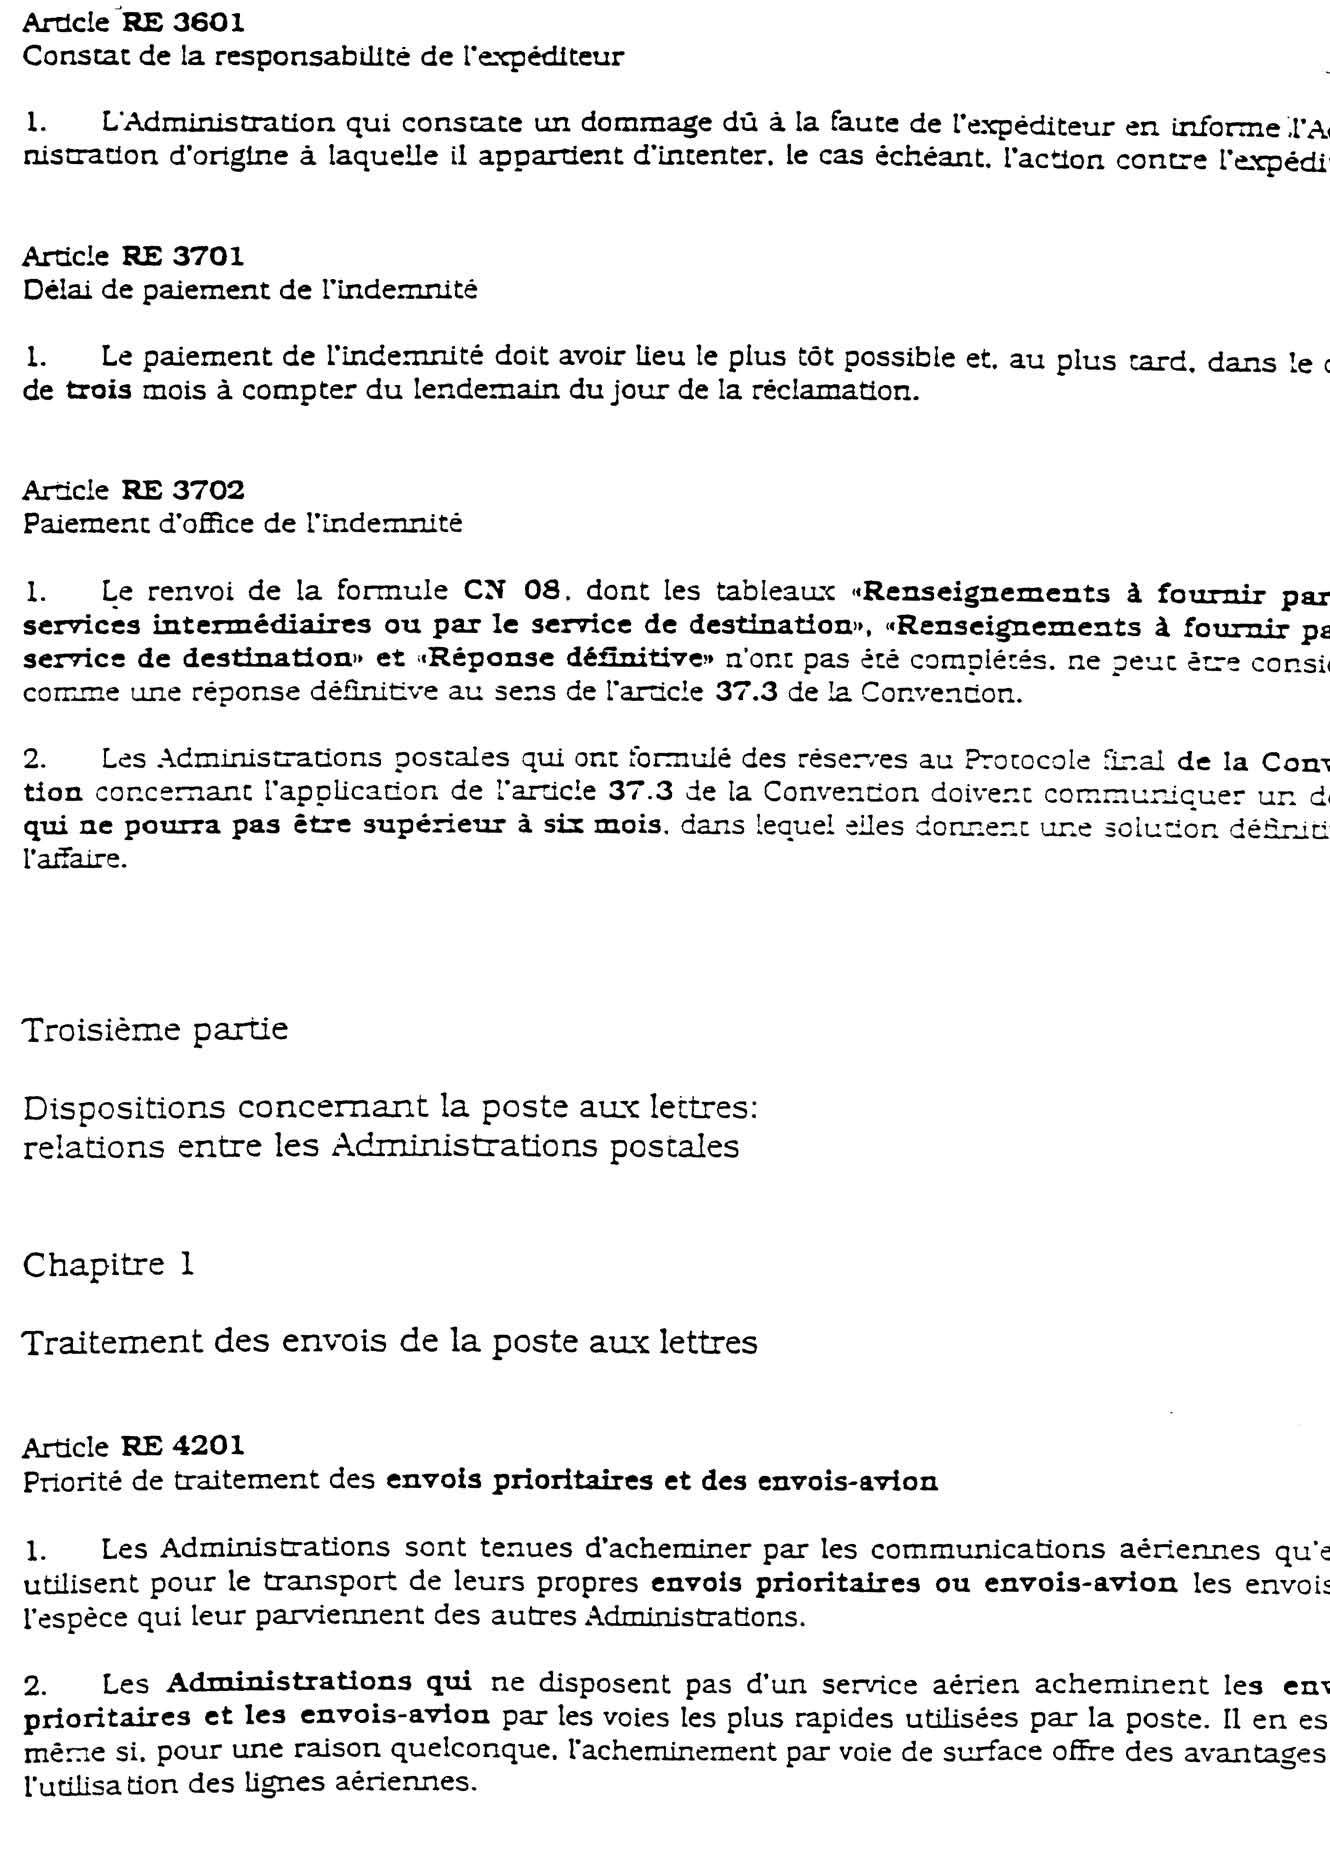 Article RE 3601
Constat de la responsabilité de l'expéditeur
1. L'Administration qui constate un dommage dû à la faute de l'expéditeur en informe l'A
nistration d'origine à laquelle il appartient d'intenter, le cas échéant, l'action contre l'expédi
Article RE 3701
Délai de paiement de l'indemnité
1. Le paiement de l'indemnité doit avoir lieu le plus tôt possible et, au plus tard, dans le
de trois mois à compter du lendemain du jour de la réclamation.
Article RE 3702
Paiement d'office de l'indemnité
1. Le renvoi de la formule CN 08, dont les tableaux «Renseignements à fournir par
services intermédiaires ou par le service de destination», «Renseignements à fournir pa
service de destination» et «Réponse définitive» n'ont pas été complétés, ne peut être consi
comme une réponse définitive au sens de l'article 37.3 de la Convention.
2. Les Administrations postales qui ont formulé des réserves au Protocole final de la Conv
tion concernant l'application de l'article 37.3 de la Convention doivent communiquer un d
qui ne pourra pas être supérieur à six mois, dans lequel elles donnent une solution définiti
l'affaire.
Troisième partie
Dispositions concernant la poste aux lettres:
relations entre les Administrations postales
Chapitre 1
Traitement des envois de la poste aux lettres
Article RE 4201
Priorité de traitement des envois prioritaires et des envois-avion
1. Les Administrations sont tenues d'acheminer par les communications aériennes qu'e
utilisent pour le transport de leurs propres envois prioritaires ou envois-avion les envois
l'espèce qui leur parviennent des autres Administrations.
2. Les Administrations qui ne disposent pas d'un service aérien acheminent les env
prioritaires et les envois-avion par les voies les plus rapides utilisées par la poste. Il en es
même si, pour une raison quelconque, l'acheminement par voie de surface offre des avantages
l'utilisation des lignes aériennes.